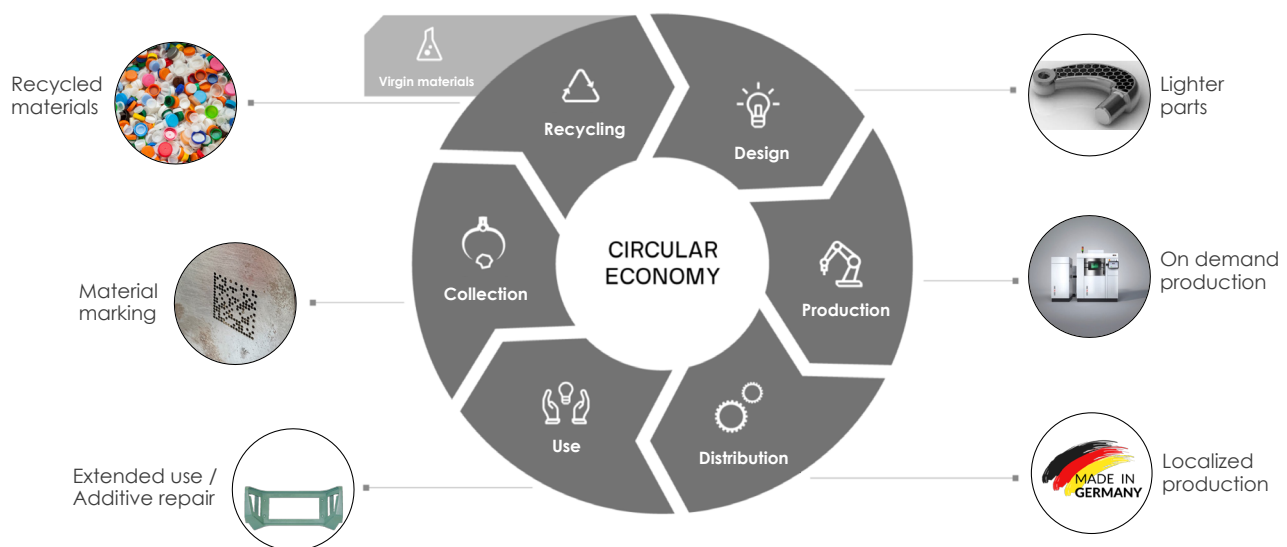 Virgin materials
Recycled
materials
Recycling
Design
Lighter
parts
CIRCULAR
ECONOMY
Material
marking
Collection
Production
On demand
production
Use
Distribution
Extended use /
Additive repair
MADE IN
GERMANY
Localized
production